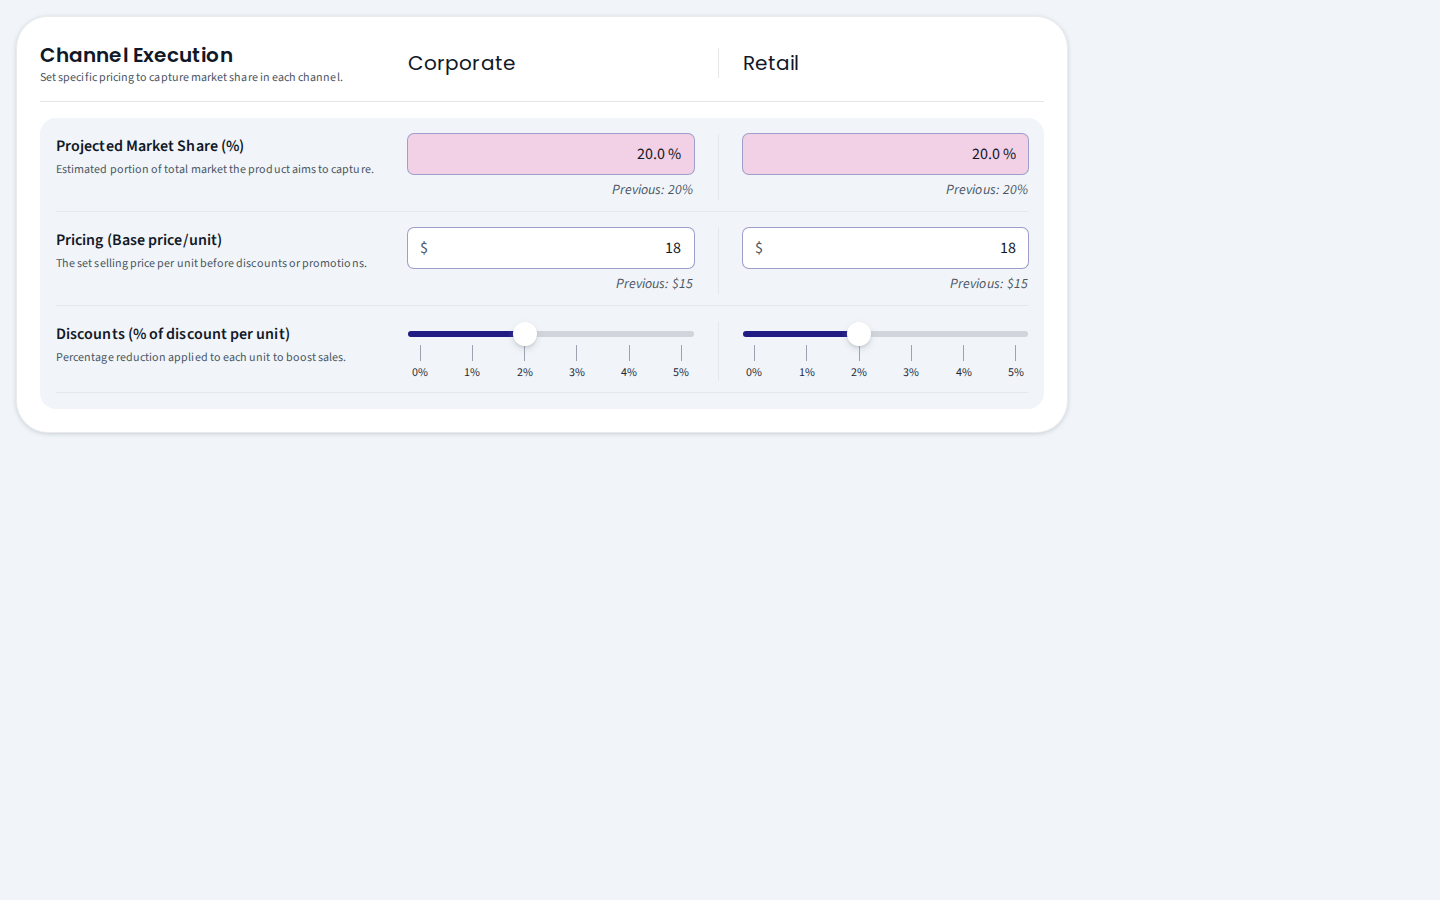 Channel Execution
Set specific pricing to capture market share in each channel.
Corporate
Retail
Projected Market Share (%)
Estimated portion of total market the product aims to capture.
20.0 %
Previous: 20%
20.0 %
Previous: 20%
Pricing (Base price/unit)
The set selling price per unit before discounts or promotions.
$ 18
Previous: $15
$ 18
Previous: $15
Discounts (% of discount per unit)
Percentage reduction applied to each unit to boost sales.
0% 1% 2% 3% 4% 5%
0% 1% 2% 3% 4% 5%